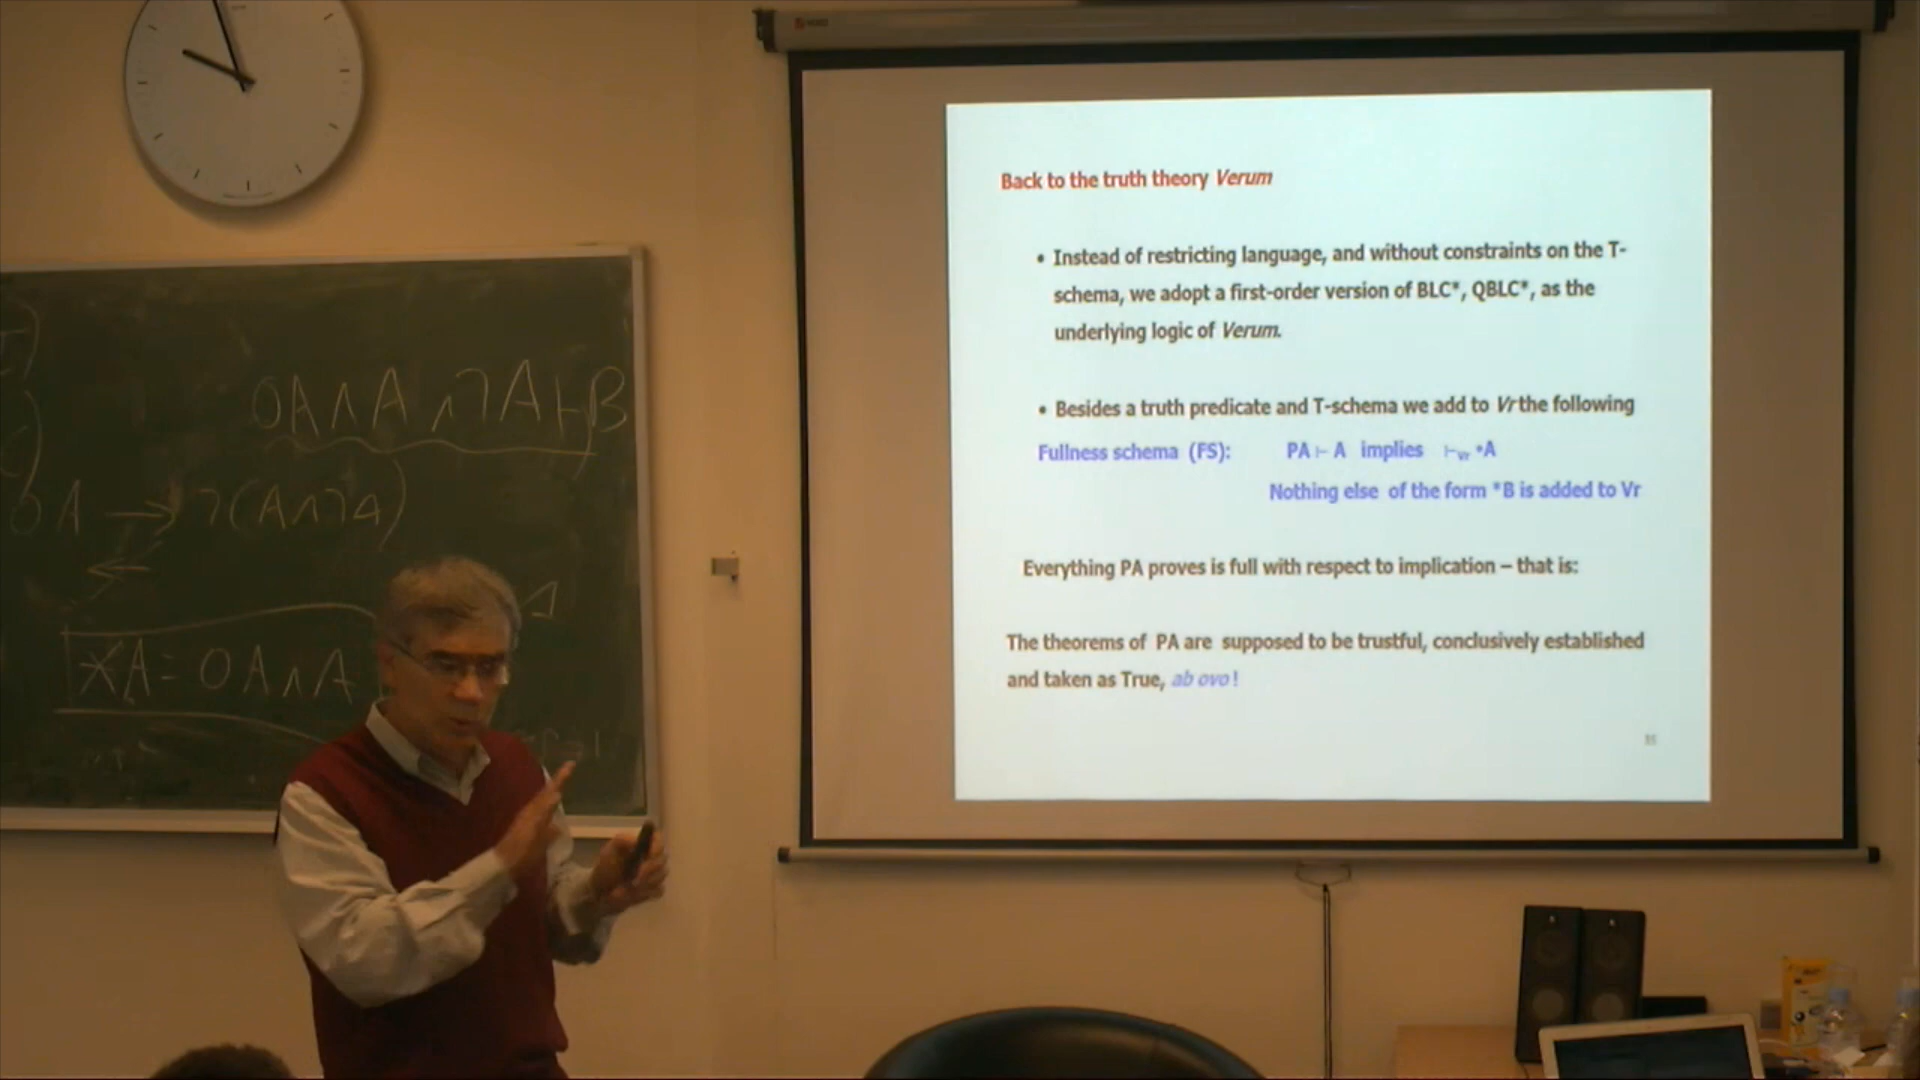 OA ∧ A ∧ ¬A ⊢ B
OA → ¬(A∧¬A)
←
*A = OA∧A
Back to the truth theory Verum
• Instead of restricting language, and without constraints on the T-
schema, we adopt a first-order version of BLC*, QBLC*, as the
underlying logic of Verum.
• Besides a truth predicate and T-schema we add to Vr the following
Fullness schema (FS): PA ⊢ A implies ⊢Vr *A
Nothing else of the form *B is added to Vr
Everything PA proves is full with respect to implication – that is:
The theorems of PA are supposed to be trustful, conclusively established
and taken as True, ab ovo!